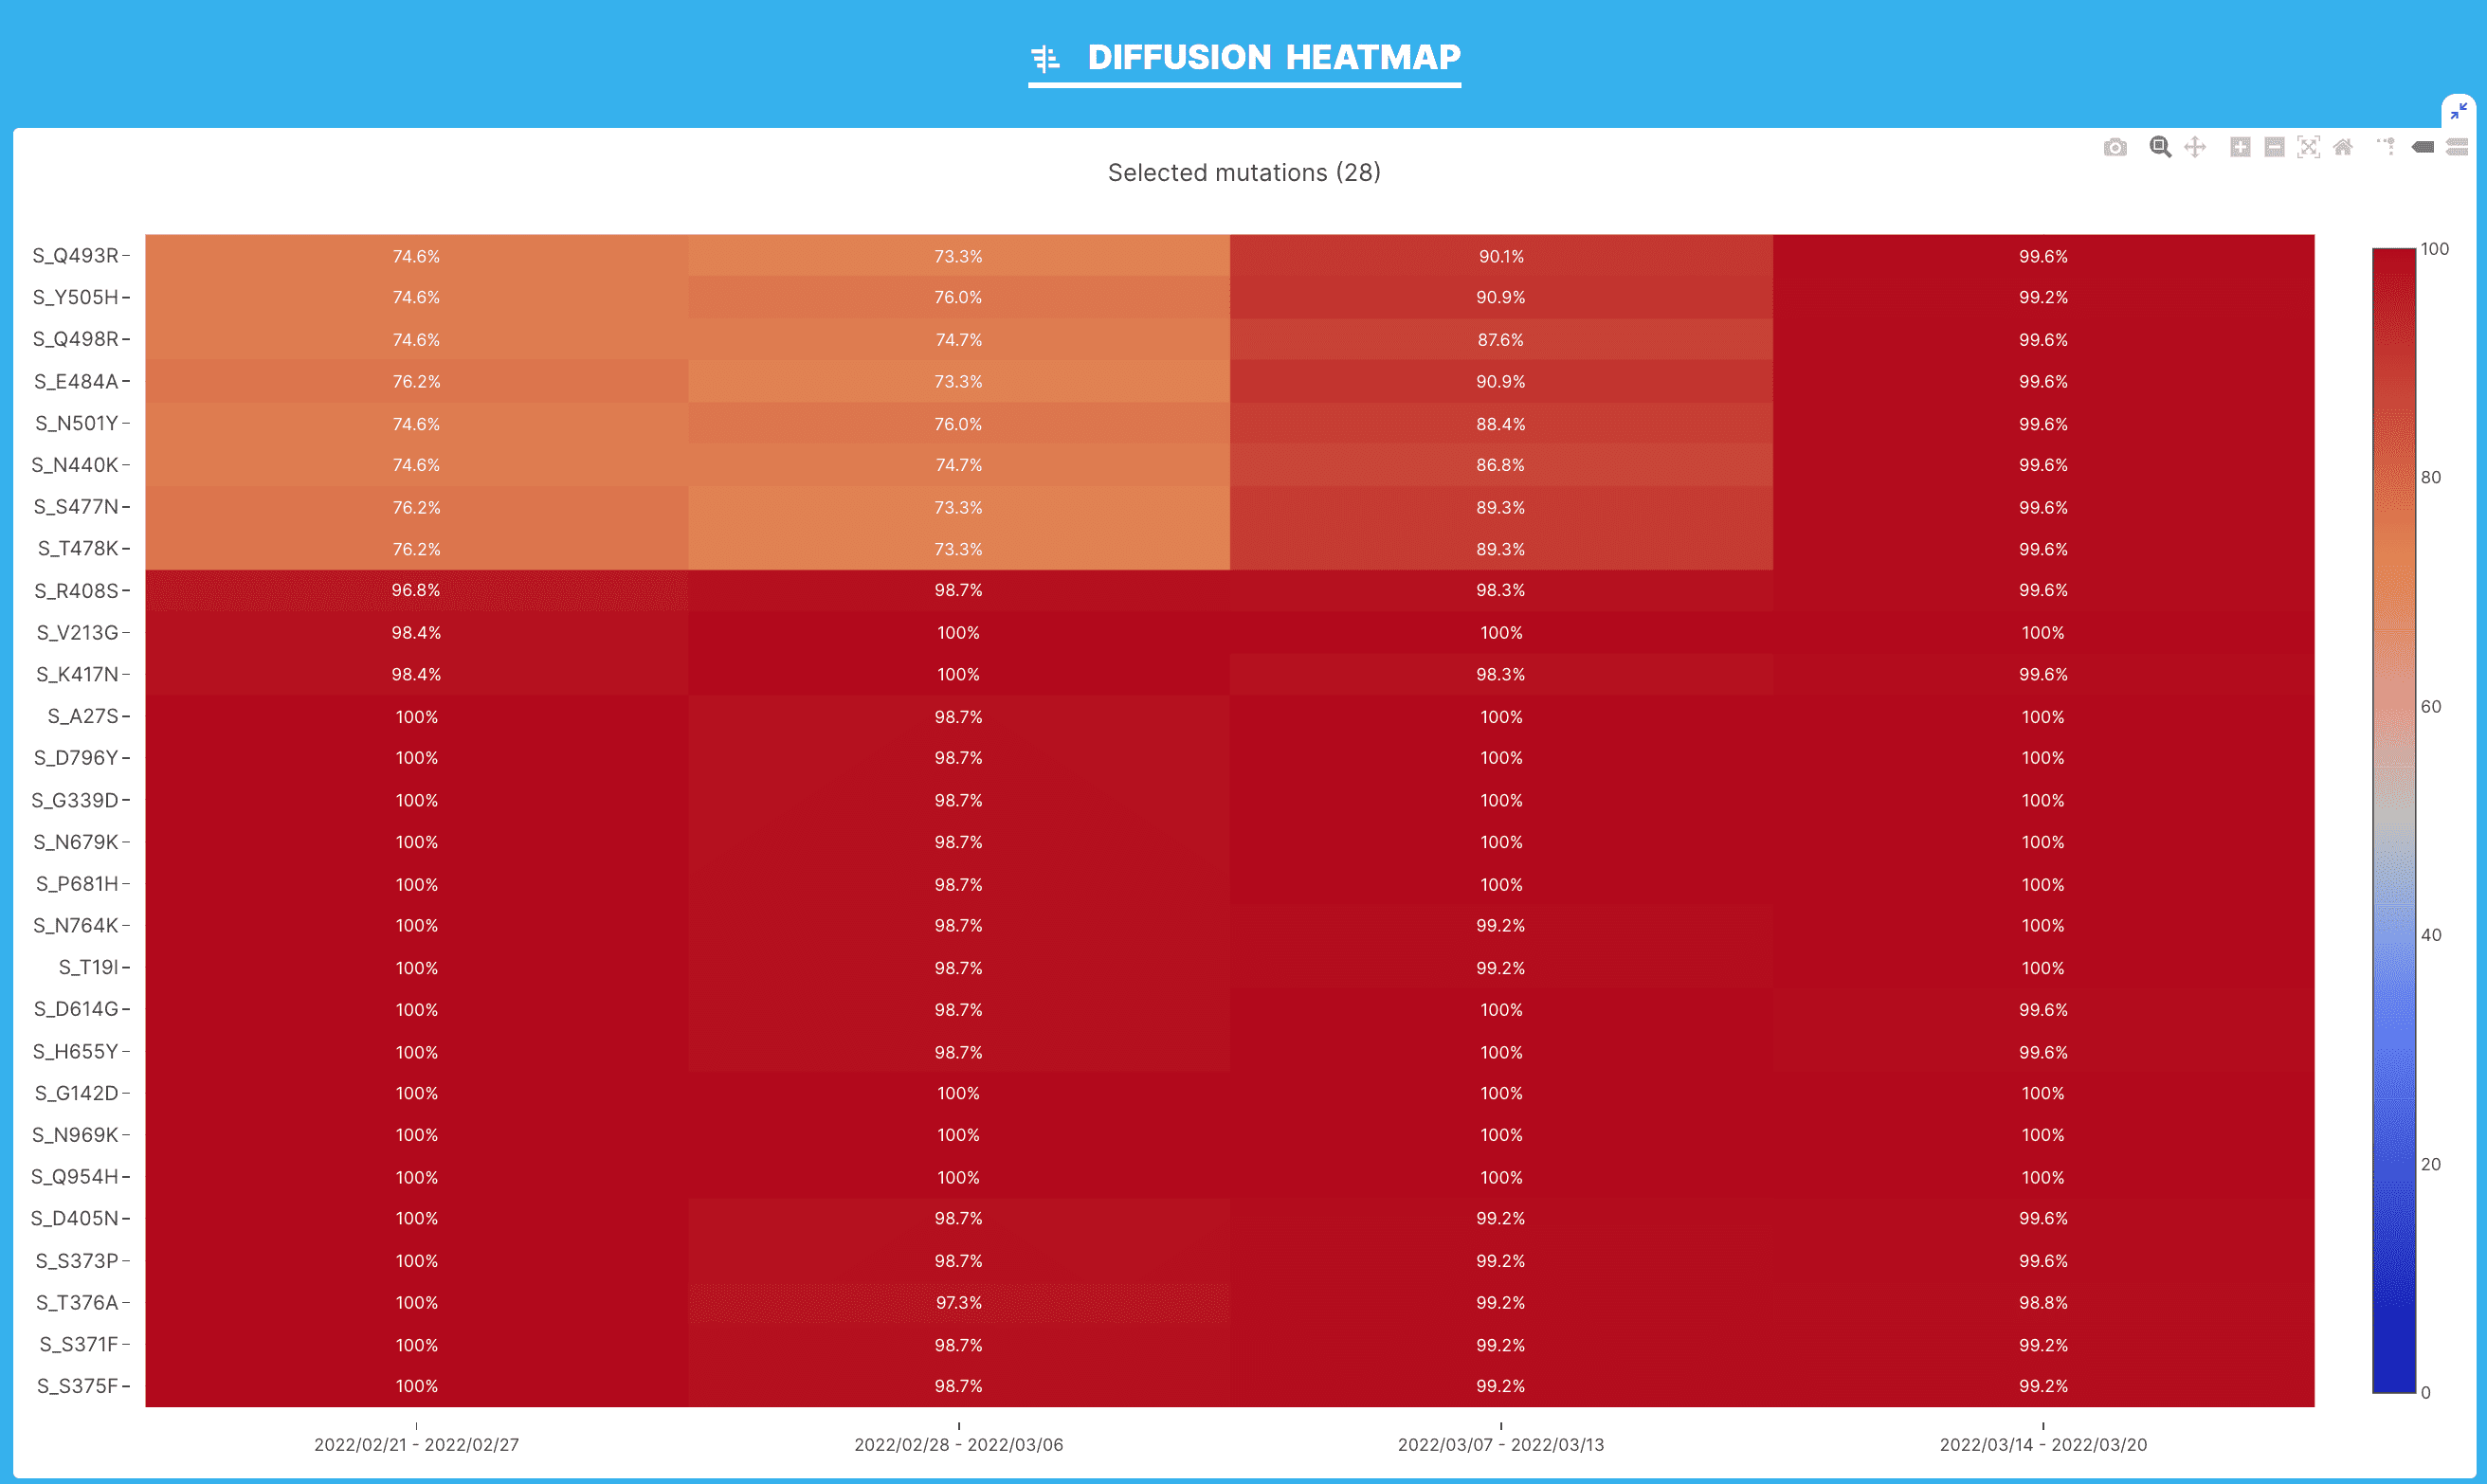 DIFFUSION HEATMAP
Selected mutations (28)
S_Q493R 74.6% 73.3% 90.1% 99.6% 100
S_Y505H 74.6% 76.0% 90.9% 99.2%
S_Q498R 74.6% 74.7% 87.6% 99.6%
S_E484A 76.2% 73.3% 90.9% 99.6%
S_N501Y 74.6% 76.0% 88.4% 99.6%
S_N440K 74.6% 74.7% 86.8% 99.6% 80
S_S477N 76.2% 73.3% 89.3% 99.6%
S_T478K 76.2% 73.3% 89.3% 99.6%
S_R408S 96.8% 98.7% 98.3% 99.6%
S_V213G 98.4% 100% 100% 100%
S_K417N 98.4% 100% 98.3% 99.6%
S_A27S 100% 98.7% 100% 100% 60
S_D796Y 100% 98.7% 100% 100%
S_G339D 100% 98.7% 100% 100%
S_N679K 100% 98.7% 100% 100%
S_P681H 100% 98.7% 100% 100%
S_N764K 100% 98.7% 99.2% 100% 40
S_T19I 100% 98.7% 99.2% 100%
S_D614G 100% 98.7% 100% 99.6%
S_H655Y 100% 98.7% 100% 99.6%
S_G142D 100% 100% 100% 100%
S_N969K 100% 100% 100% 100%
S_Q954H 100% 100% 100% 100% 20
S_D405N 100% 98.7% 99.2% 99.6%
S_S373P 100% 98.7% 99.2% 99.6%
S_T376A 100% 97.3% 99.2% 98.8%
S_S371F 100% 98.7% 99.2% 99.2%
S_S375F 100% 98.7% 99.2% 99.2% 0
2022/02/21 - 2022/02/27 2022/02/28 - 2022/03/06 2022/03/07 - 2022/03/13 2022/03/14 - 2022/03/20